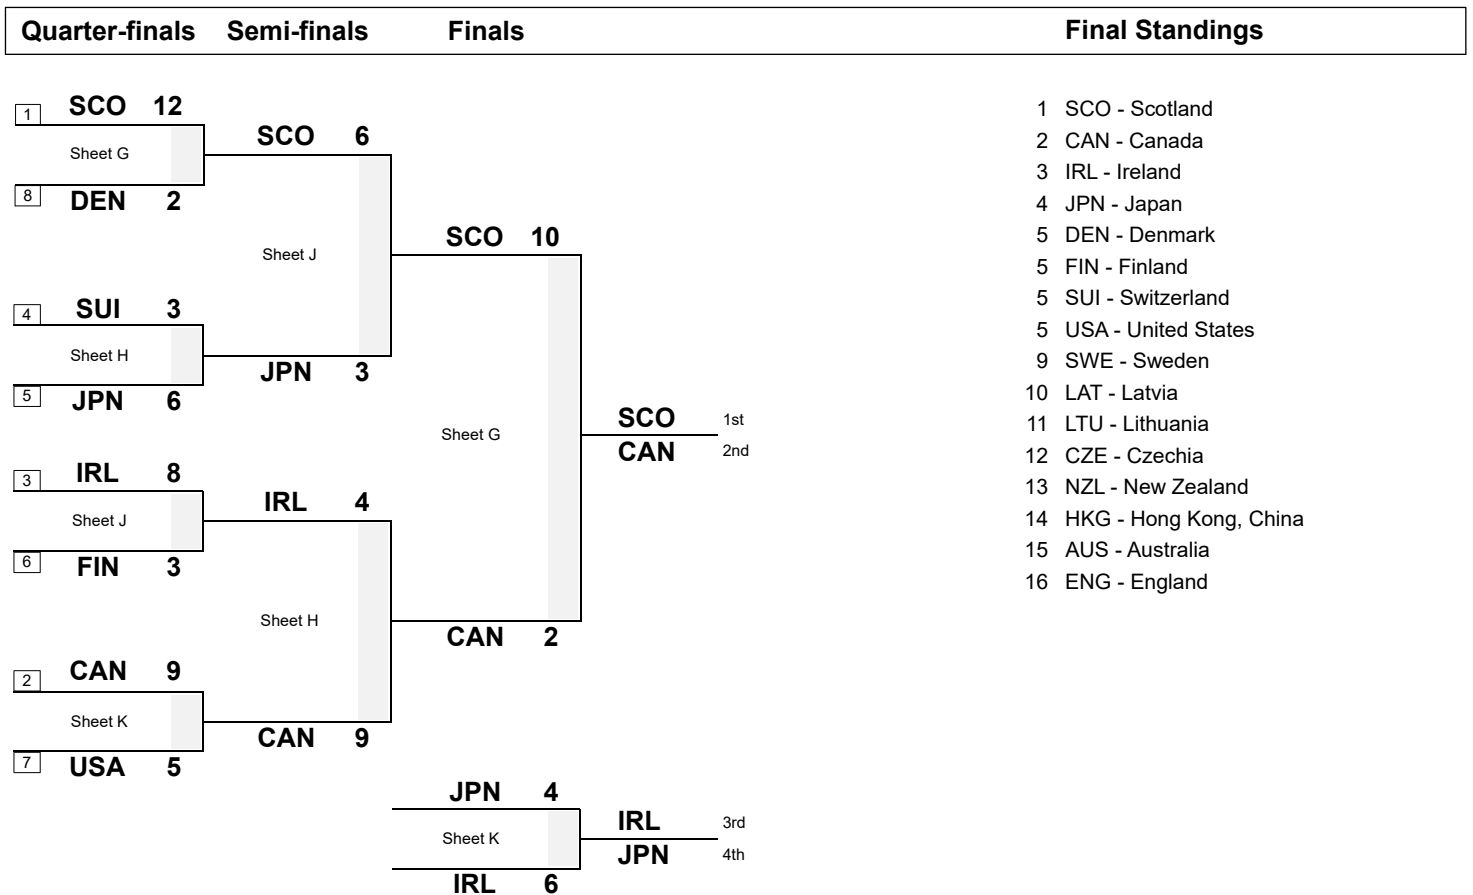 Quarter-finals Semi-finals Finals Final Standings
1 SCO 12
Sheet G
8 DEN 2
SCO 6
Sheet J
JPN 3
4 SUI 3
Sheet H
5 JPN 6
SCO 10
Sheet G
CAN 2
SCO 1st
CAN 2nd
3 IRL 8
Sheet J
6 FIN 3
IRL 4
Sheet H
CAN 9
2 CAN 9
Sheet K
7 USA 5
JPN 4
Sheet K
IRL 6
IRL 3rd
JPN 4th
1 SCO - Scotland
2 CAN - Canada
3 IRL - Ireland
4 JPN - Japan
5 DEN - Denmark
5 FIN - Finland
5 SUI - Switzerland
5 USA - United States
9 SWE - Sweden
10 LAT - Latvia
11 LTU - Lithuania
12 CZE - Czechia
13 NZL - New Zealand
14 HKG - Hong Kong, China
15 AUS - Australia
16 ENG - England